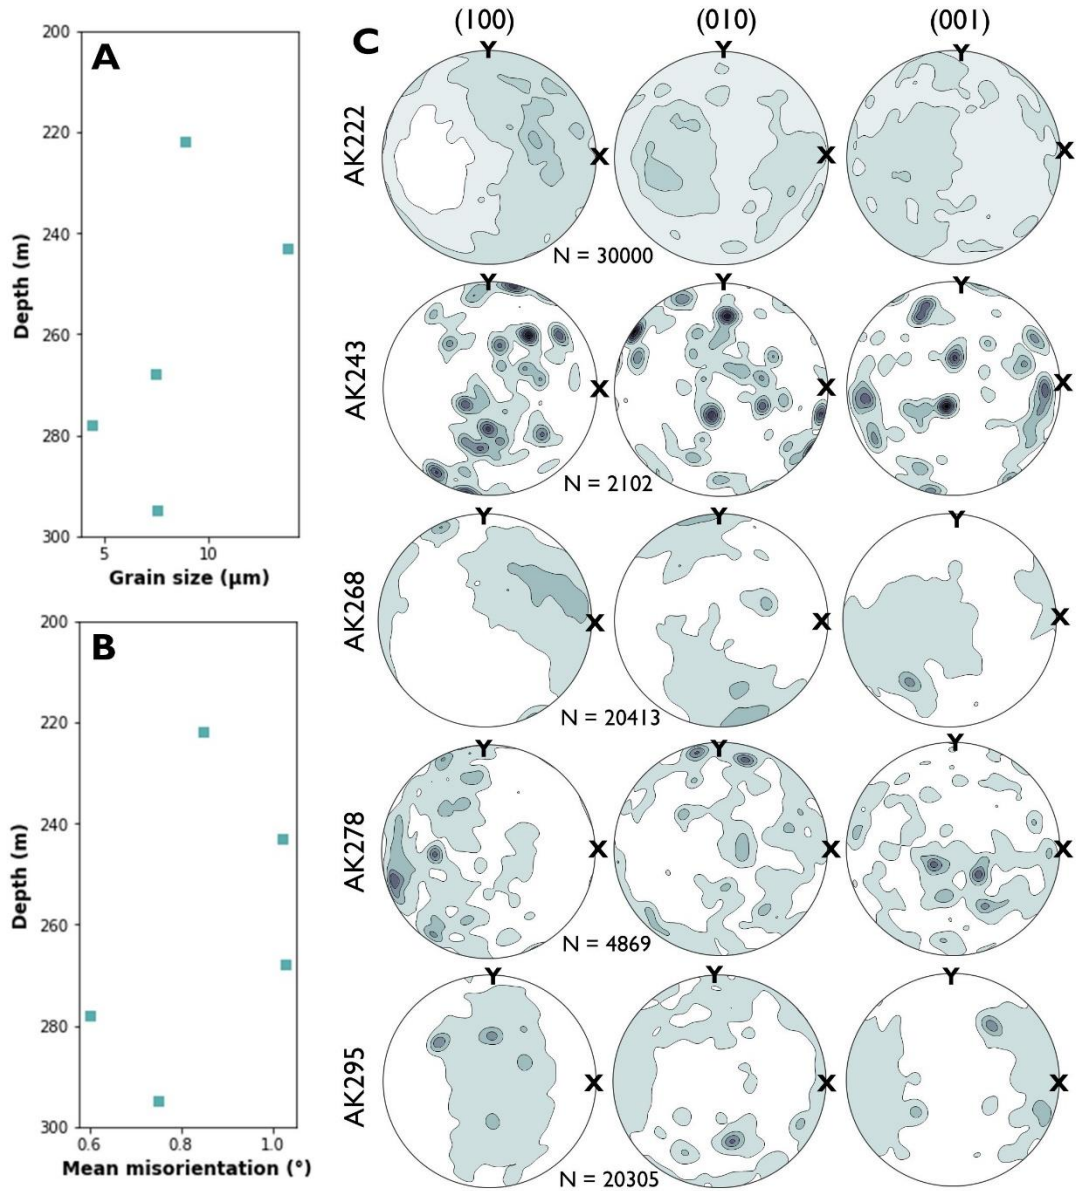 A
200
220
240
260
280
300
Depth (m)
5 10
Grain size (μm)
B
200
220
240
260
280
300
Depth (m)
0.6 0.8 1.0
Mean misorientation (°)
C
(100) (010) (001)
AK222
Y Y Y
X X X
N = 30000
AK243
Y Y Y
X X X
N = 2102
AK268
Y Y Y
X X X
N = 20413
AK278
Y Y Y
X X X
N = 4869
AK295
Y Y Y
X X X
N = 20305